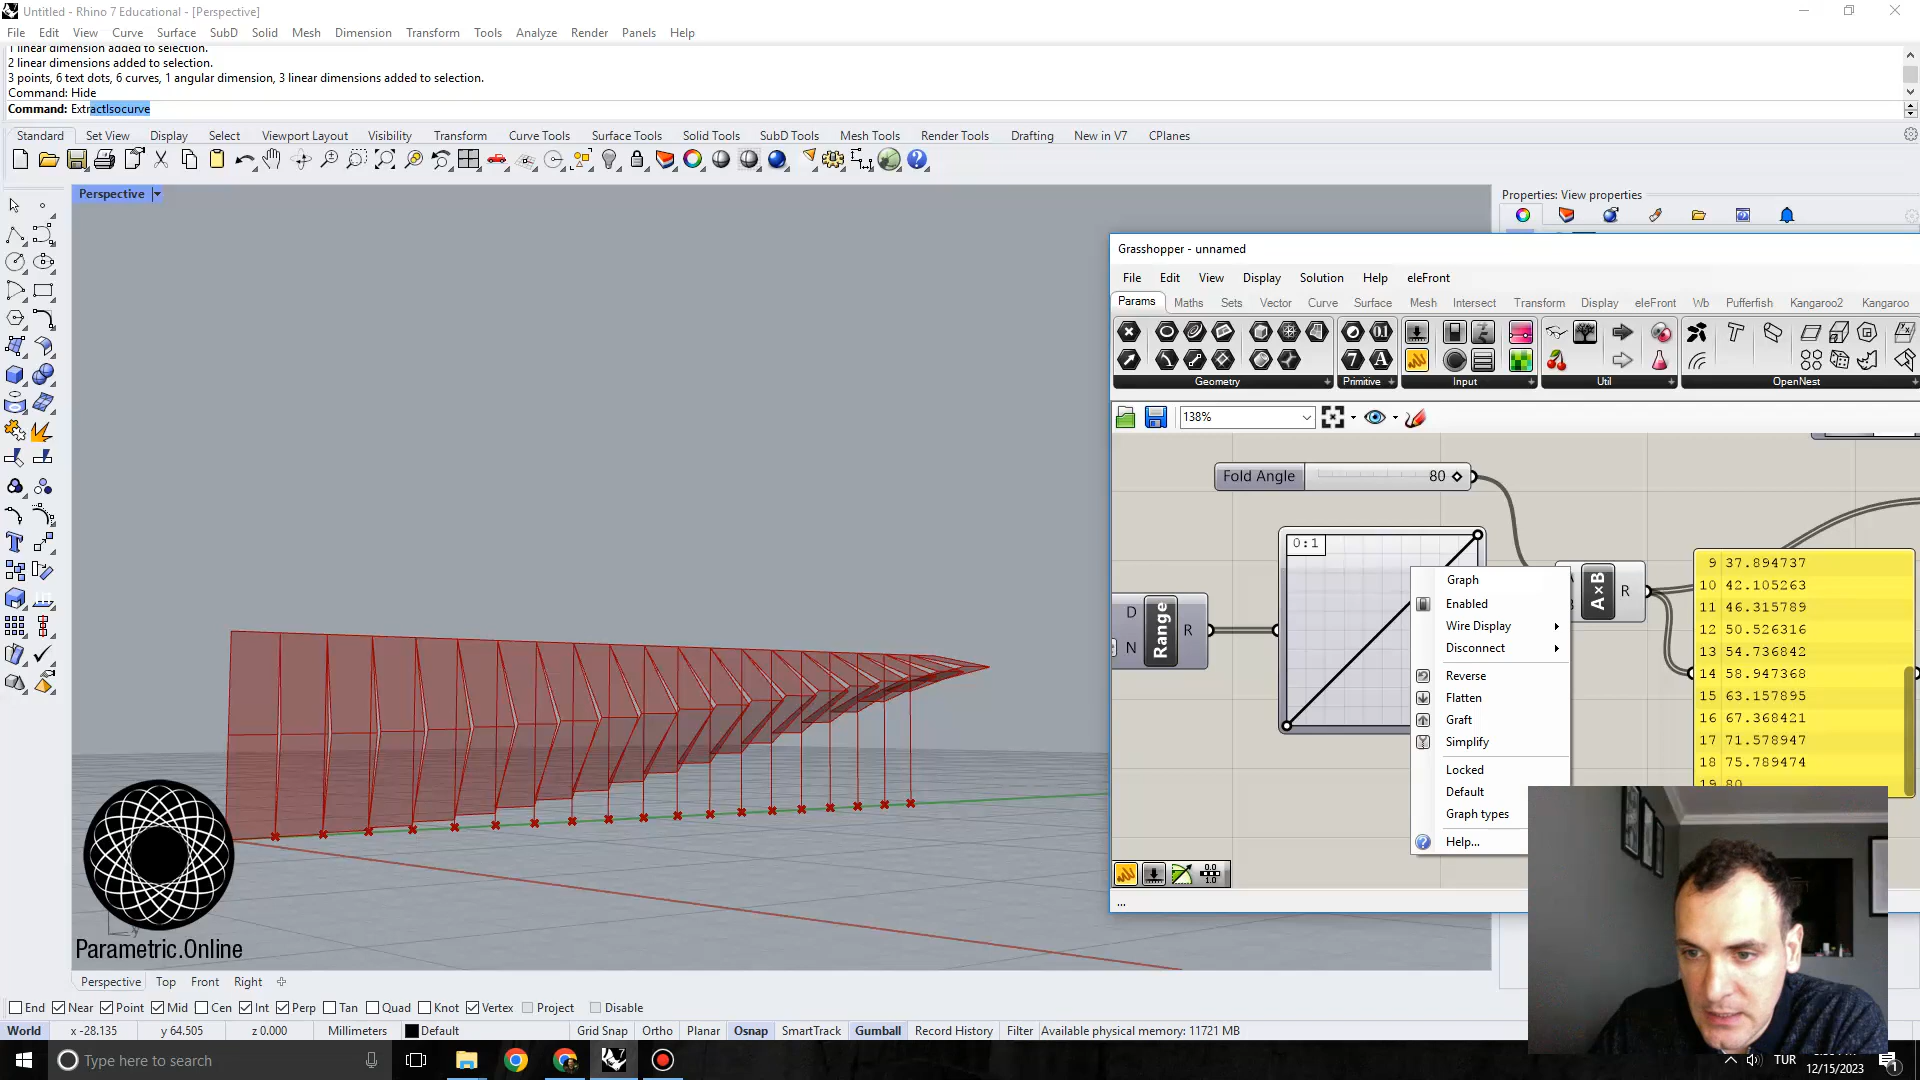 Untitled - Rhino 7 Educational - [Perspective]
File Edit View Curve Surface SubD Solid Mesh Dimension Transform Tools Analyze Render Panels Help
1 linear dimension added to selection.
2 linear dimensions added to selection.
3 points, 6 text dots, 6 curves, 1 angular dimension, 3 linear dimensions added to selection.
Command: Hide
Command: ExtractIsocurve
Standard Set View Display Select Viewport Layout Visibility Transform Curve Tools Surface Tools Solid Tools SubD Tools Mesh Tools Render Tools Drafting New in V7 CPlanes
Perspective
Properties: View properties
Grasshopper - unnamed
File Edit View Display Solution Help eleFront
Params Maths Sets Vector Curve Surface Mesh Intersect Transform Display eleFront Wb Pufferfish Kangaroo2 Kangaroo
Geometry Primitive Input Util OpenNest
138%
Fold Angle 80
0:1
D
N
Range
R
A×B
R
Graph
Enabled
Wire Display
Disconnect
Reverse
Flatten
Graft
Simplify
Locked
Default
Graph types
Help...
9 37.894737
10 42.105263
11 46.315789
12 50.526316
13 54.736842
14 58.947368
15 63.157895
16 67.368421
17 71.578947
18 75.789474
19 80
...
Parametric.Online
Perspective Top Front Right
End Near Point Mid Cen Int Perp Tan Quad Knot Vertex Project Disable
World x -28.135 y 64.505 z 0.000 Millimeters Default Grid Snap Ortho Planar Osnap SmartTrack Gumball Record History Filter Available physical memory: 11721 MB
Type here to search
TUR
12/15/2023
1